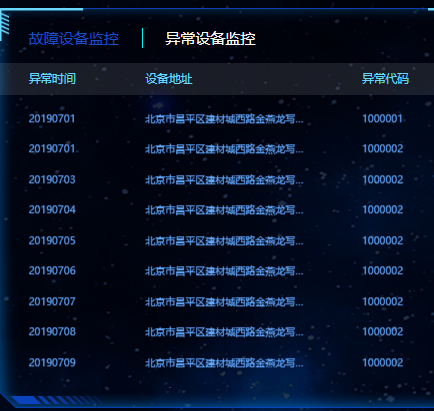 故障设备监控 异常设备监控
异常时间 设备地址 异常代码
20190701 北京市昌平区建材城西路金燕龙写... 1000001
20190701 北京市昌平区建材城西路金燕龙写... 1000002
20190703 北京市昌平区建材城西路金燕龙写... 1000002
20190704 北京市昌平区建材城西路金燕龙写... 1000002
20190705 北京市昌平区建材城西路金燕龙写... 1000002
20190706 北京市昌平区建材城西路金燕龙写... 1000002
20190707 北京市昌平区建材城西路金燕龙写... 1000002
20190708 北京市昌平区建材城西路金燕龙写... 1000002
20190709 北京市昌平区建材城西路金燕龙写... 1000002